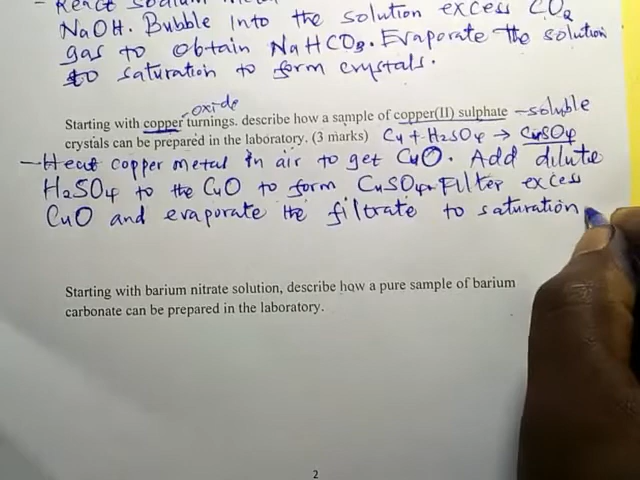 - React sodium metal
NaOH. Bubble into the solution excess CO2
gas to obtain NaHCO3. Evaporate the solution
to saturation to form crystals.
oxide
Starting with copper turnings. describe how a sample of copper(II) sulphate -soluble
crystals can be prepared in the laboratory. (3 marks) Cu + H2SO4 → CuSO4
- Heat copper metal in air to get CuO. Add dilute
H2SO4 to the CuO to form CuSO4. Filter excess
CuO and evaporate the filtrate to saturation
Starting with barium nitrate solution, describe how a pure sample of barium
carbonate can be prepared in the laboratory.
2